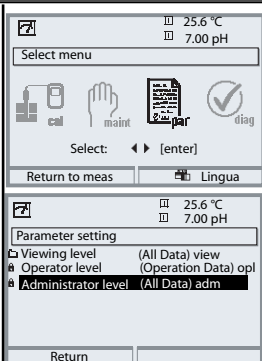 25.6 °C
7.00 pH
Select menu
cal maint par diag
Select: [enter]
Return to meas Lingua
25.6 °C
7.00 pH
Parameter setting
Viewing level (All Data) view
Operator level (Operation Data) opl
Administrator level (All Data) adm
Return